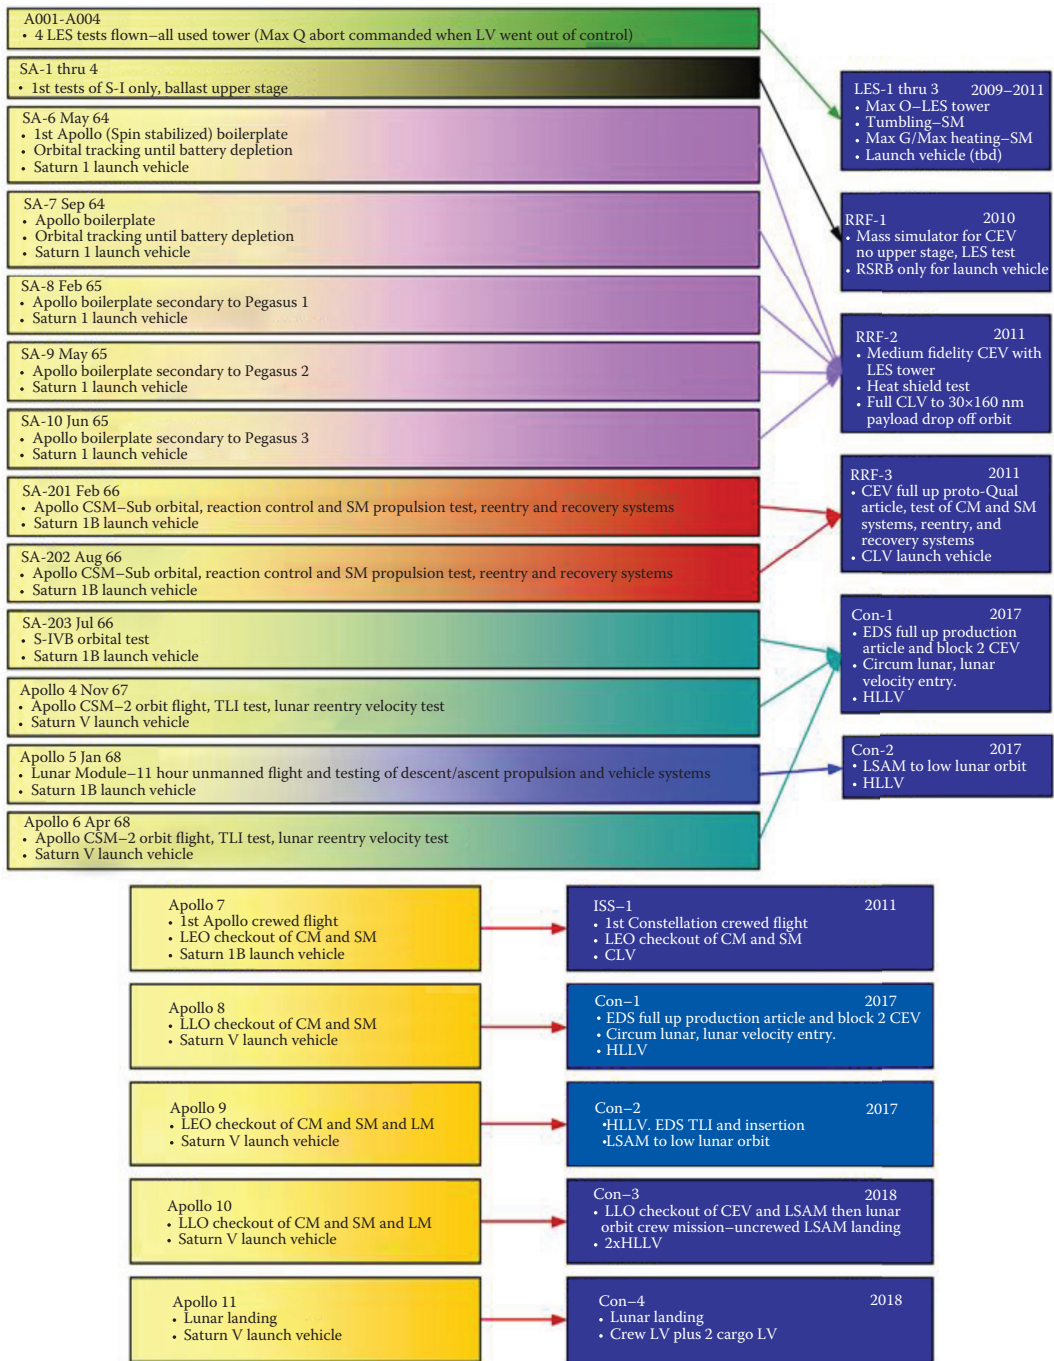 A001-A004
• 4 LES tests flown–all used tower (Max Q abort commanded when LV went out of control)
SA-1 thru 4
• 1st tests of S-I only, ballast upper stage
SA-6 May 64
• 1st Apollo (Spin stabilized) boilerplate
• Orbital tracking until battery depletion
• Saturn 1 launch vehicle
SA-7 Sep 64
• Apollo boilerplate
• Orbital tracking until battery depletion
• Saturn 1 launch vehicle
SA-8 Feb 65
• Apollo boilerplate secondary to Pegasus 1
• Saturn 1 launch vehicle
SA-9 May 65
• Apollo boilerplate secondary to Pegasus 2
• Saturn 1 launch vehicle
SA-10 Jun 65
• Apollo boilerplate secondary to Pegasus 3
• Saturn 1 launch vehicle
SA-201 Feb 66
• Apollo CSM–Sub orbital, reaction control and SM propulsion test, reentry and recovery systems
• Saturn 1B launch vehicle
SA-202 Aug 66
• Apollo CSM–Sub orbital, reaction control and SM propulsion test, reentry and recovery systems
• Saturn 1B launch vehicle
SA-203 Jul 66
• S-IVB orbital test
• Saturn 1B launch vehicle
Apollo 4 Nov 67
• Apollo CSM–2 orbit flight, TLI test, lunar reentry velocity test
• Saturn V launch vehicle
Apollo 5 Jan 68
• Lunar Module–11 hour unmanned flight and testing of descent/ascent propulsion and vehicle systems
• Saturn 1B launch vehicle
Apollo 6 Apr 68
• Apollo CSM–2 orbit flight, TLI test, lunar reentry velocity test
• Saturn V launch vehicle
LES-1 thru 3 2009–2011
• Max O–LES tower
• Tumbling–SM
• Max G/Max heating–SM
• Launch vehicle (tbd)
RRF-1 2010
• Mass simulator for CEV
no upper stage, LES test
• RSRB only for launch vehicle
RRF-2 2011
• Medium fidelity CEV with
LES tower
• Heat shield test
• Full CLV to 30×160 nm
payload drop off orbit
RRF-3 2011
• CEV full up proto-Qual
article, test of CM and SM
systems, reentry, and
recovery systems
• CLV launch vehicle
Con-1 2017
• EDS full up production
article and block 2 CEV
• Circum lunar, lunar
velocity entry.
• HLLV
Con-2 2017
• LSAM to low lunar orbit
• HLLV
Apollo 7
• 1st Apollo crewed flight
• LEO checkout of CM and SM
• Saturn 1B launch vehicle
ISS–1 2011
• 1st Constellation crewed flight
• LEO checkout of CM and SM
• CLV
Apollo 8
• LLO checkout of CM and SM
• Saturn V launch vehicle
Con–1 2017
• EDS full up production article and block 2 CEV
• Circum lunar, lunar velocity entry.
• HLLV
Apollo 9
• LEO checkout of CM and SM and LM
• Saturn V launch vehicle
Con–2 2017
•HLLV. EDS TLI and insertion
•LSAM to low lunar orbit
Apollo 10
• LLO checkout of CM and SM and LM
• Saturn V launch vehicle
Con–3 2018
• LLO checkout of CEV and LSAM then lunar
orbit crew mission–uncrewed LSAM landing
• 2xHLLV
Apollo 11
• Lunar landing
• Saturn V launch vehicle
Con–4 2018
• Lunar landing
• Crew LV plus 2 cargo LV